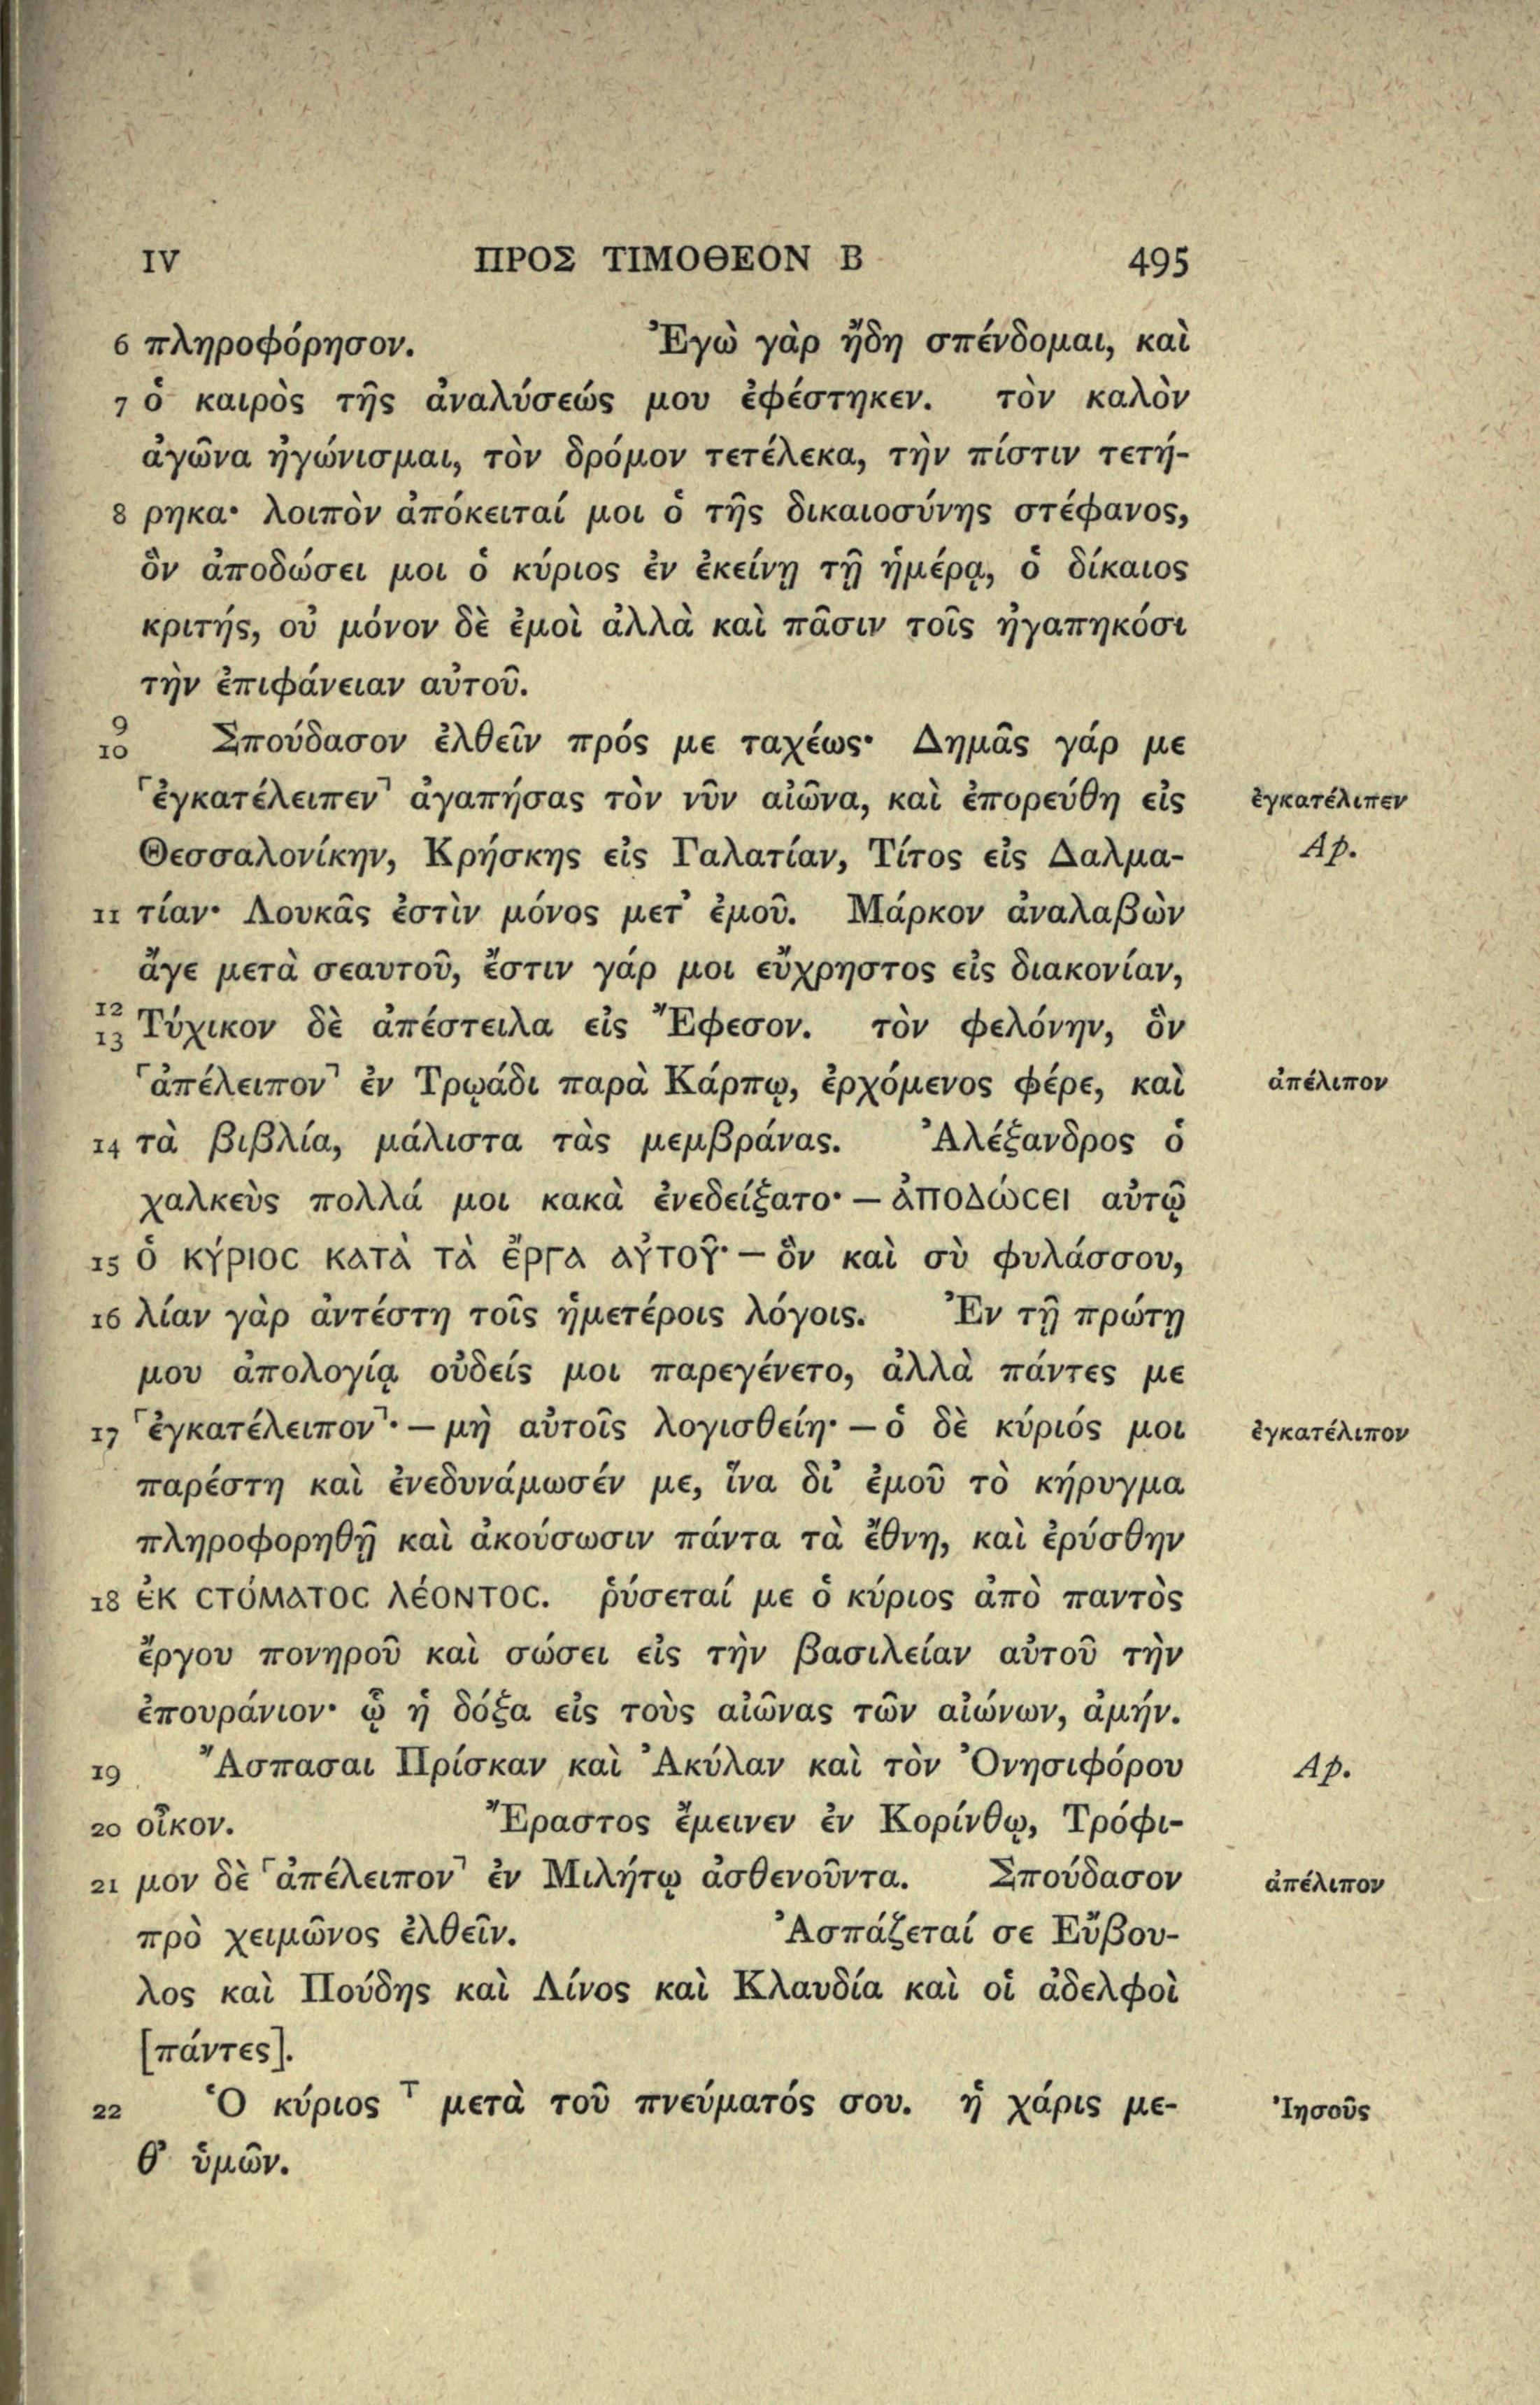 IV ΠΡΟΣ ΤΙΜΟΘΕΟΝ Β 495
6 πληροφόρησον. Ἐγὼ γὰρ ἤδη σπένδομαι, καὶ
7 ὁ καιρὸς τῆς ἀναλύσεώς μου ἐφέστηκεν. τὸν καλὸν
ἀγῶνα ἠγώνισμαι, τὸν δρόμον τετέλεκα, τὴν πίστιν τετή-
8 ρηκα· λοιπὸν ἀπόκειταί μοι ὁ τῆς δικαιοσύνης στέφανος,
ὃν ἀποδώσει μοι ὁ κύριος ἐν ἐκείνῃ τῇ ἡμέρᾳ, ὁ δίκαιος
κριτής, οὐ μόνον δὲ ἐμοὶ ἀλλὰ καὶ πᾶσιν τοῖς ἠγαπηκόσι
τὴν ἐπιφάνειαν αὐτοῦ.
9
10 Σπούδασον ἐλθεῖν πρός με ταχέως· Δημᾶς γάρ με
⸀ἐγκατέλειπεν⸃ ἀγαπήσας τὸν νῦν αἰῶνα, καὶ ἐπορεύθη εἰς ἐγκατέλιπεν
Θεσσαλονίκην, Κρήσκης εἰς Γαλατίαν, Τίτος εἰς Δαλμα- Ap.
11 τίαν· Λουκᾶς ἐστὶν μόνος μετ᾽ ἐμοῦ. Μάρκον ἀναλαβὼν
ἄγε μετὰ σεαυτοῦ, ἔστιν γάρ μοι εὔχρηστος εἰς διακονίαν,
12
13 Τύχικον δὲ ἀπέστειλα εἰς Ἔφεσον. τὸν φελόνην, ὃν
⸀ἀπέλειπον⸃ ἐν Τρῳάδι παρὰ Κάρπῳ, ἐρχόμενος φέρε, καὶ ἀπέλιπον
14 τὰ βιβλία, μάλιστα τὰς μεμβράνας. Ἀλέξανδρος ὁ
χαλκεὺς πολλά μοι κακὰ ἐνεδείξατο· — ἀποδώσει αὐτῷ
15 ὁ κύριος κατὰ τὰ ἔργα αὐτοῦ· — ὃν καὶ σὺ φυλάσσου,
16 λίαν γὰρ ἀντέστη τοῖς ἡμετέροις λόγοις. Ἐν τῇ πρώτῃ
μου ἀπολογίᾳ οὐδείς μοι παρεγένετο, ἀλλὰ πάντες με
17 ⸀ἐγκατέλειπον⸃· — μὴ αὐτοῖς λογισθείη· — ὁ δὲ κύριός μοι ἐγκατέλιπον
παρέστη καὶ ἐνεδυνάμωσέν με, ἵνα δι᾽ ἐμοῦ τὸ κήρυγμα
πληροφορηθῇ καὶ ἀκούσωσιν πάντα τὰ ἔθνη, καὶ ἐρύσθην
18 ἐκ στόματος λέοντος. ῥύσεταί με ὁ κύριος ἀπὸ παντὸς
ἔργου πονηροῦ καὶ σώσει εἰς τὴν βασιλείαν αὐτοῦ τὴν
ἐπουράνιον· ᾧ ἡ δόξα εἰς τοὺς αἰῶνας τῶν αἰώνων, ἀμήν.
19 Ἄσπασαι Πρίσκαν καὶ Ἀκύλαν καὶ τὸν Ὀνησιφόρου Ap.
20 οἶκον. Ἔραστος ἔμεινεν ἐν Κορίνθῳ, Τρόφι-
21 μον δὲ ⸀ἀπέλειπον⸃ ἐν Μιλήτῳ ἀσθενοῦντα. Σπούδασον ἀπέλιπον
πρὸ χειμῶνος ἐλθεῖν. Ἀσπάζεταί σε Εὔβου-
λος καὶ Πούδης καὶ Λίνος καὶ Κλαυδία καὶ οἱ ἀδελφοὶ
[πάντες].
22 Ὁ κύριος ⸆ μετὰ τοῦ πνεύματός σου. ἡ χάρις με- Ἰησοῦς
θ᾽ ὑμῶν.